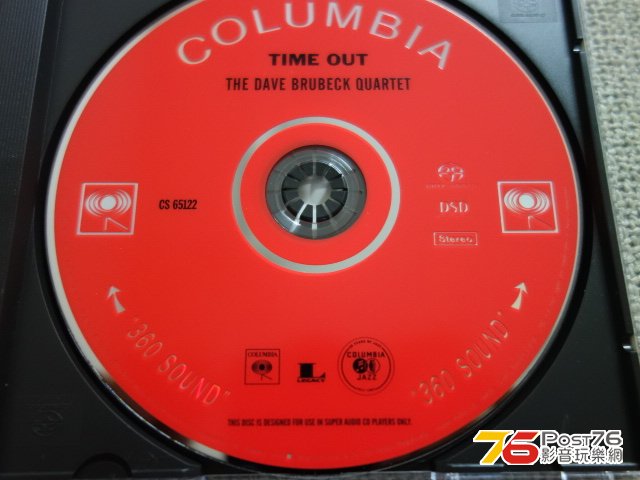 COLUMBIA
TIME OUT
THE DAVE BRUBECK QUARTET
CS 65122
DSD
Stereo
"360 SOUND"
"360 SOUND"
COLUMBIA
L
LEGACY
COLUMBIA
JAZZ
THIS DISC IS DESIGNED FOR USE IN SUPER AUDIO CD PLAYERS ONLY.
76 Post76
影音玩樂網